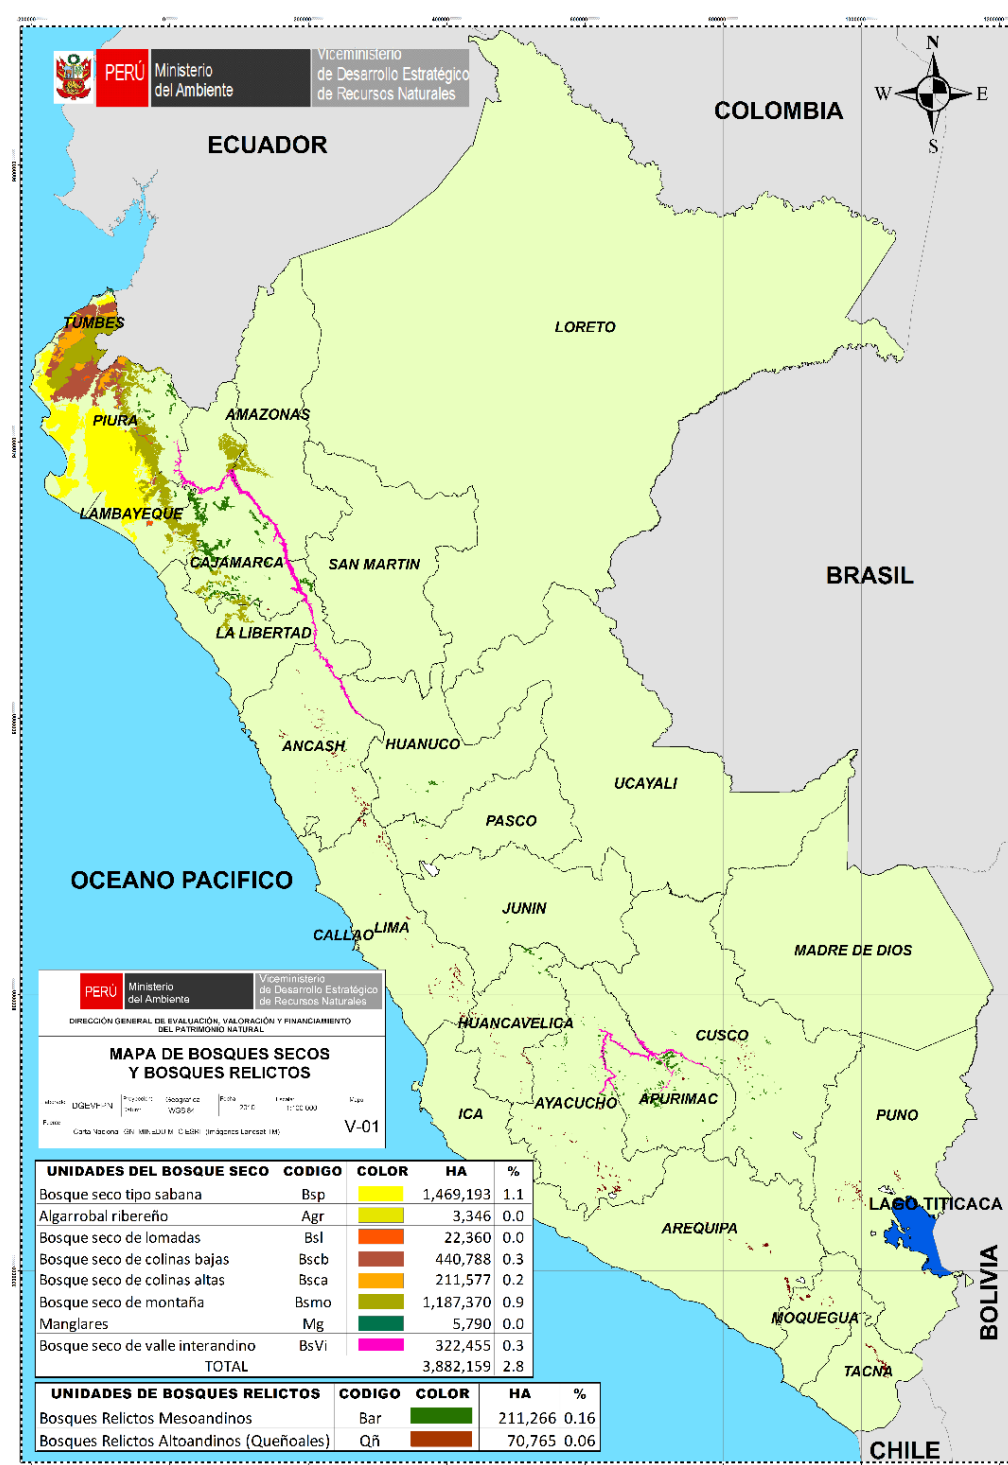 PERÚ
Ministerio
del Ambiente
Viceministerio
de Desarrollo Estratégico
de Recursos Naturales
N
W
E
S
COLOMBIA
ECUADOR
LORETO
TUMBES
AMAZONAS
PIURA
LAMBAYEQUE
CAJAMARCA
SAN MARTIN
BRASIL
LA LIBERTAD
ANCASH
HUANUCO
UCAYALI
PASCO
OCEANO PACIFICO
JUNIN
LIMA
CALLAO
MADRE DE DIOS
HUANCAVELICA
CUSCO
AYACUCHO
APURIMAC
ICA
PUNO
LAGO TITICACA
AREQUIPA
MOQUEGUA
TACNA
BOLIVIA
CHILE
PERÚ
Ministerio
del Ambiente
Viceministerio
de Desarrollo Estratégico
de Recursos Naturales
DIRECCIÓN GENERAL DE EVALUACIÓN, VALORACIÓN Y FINANCIAMIENTO
DEL PATRIMONIO NATURAL
MAPA DE BOSQUES SECOS
Y BOSQUES RELICTOS
V-01
UNIDADES DEL BOSQUE SECO CODIGO COLOR HA %
Bosque seco tipo sabana Bsp 1,469,193 1.1
Algarrobal ribereño Agr 3,346 0.0
Bosque seco de lomadas Bsl 22,360 0.0
Bosque seco de colinas bajas Bscb 440,788 0.3
Bosque seco de colinas altas Bsca 211,577 0.2
Bosque seco de montaña Bsmo 1,187,370 0.9
Manglares Mg 5,790 0.0
Bosque seco de valle interandino BsVi 322,455 0.3
TOTAL 3,882,159 2.8
UNIDADES DE BOSQUES RELICTOS CODIGO COLOR HA %
Bosques Relictos Mesoandinos Bar 211,266 0.16
Bosques Relictos Altoandinos (Queñoales) Qñ 70,765 0.06